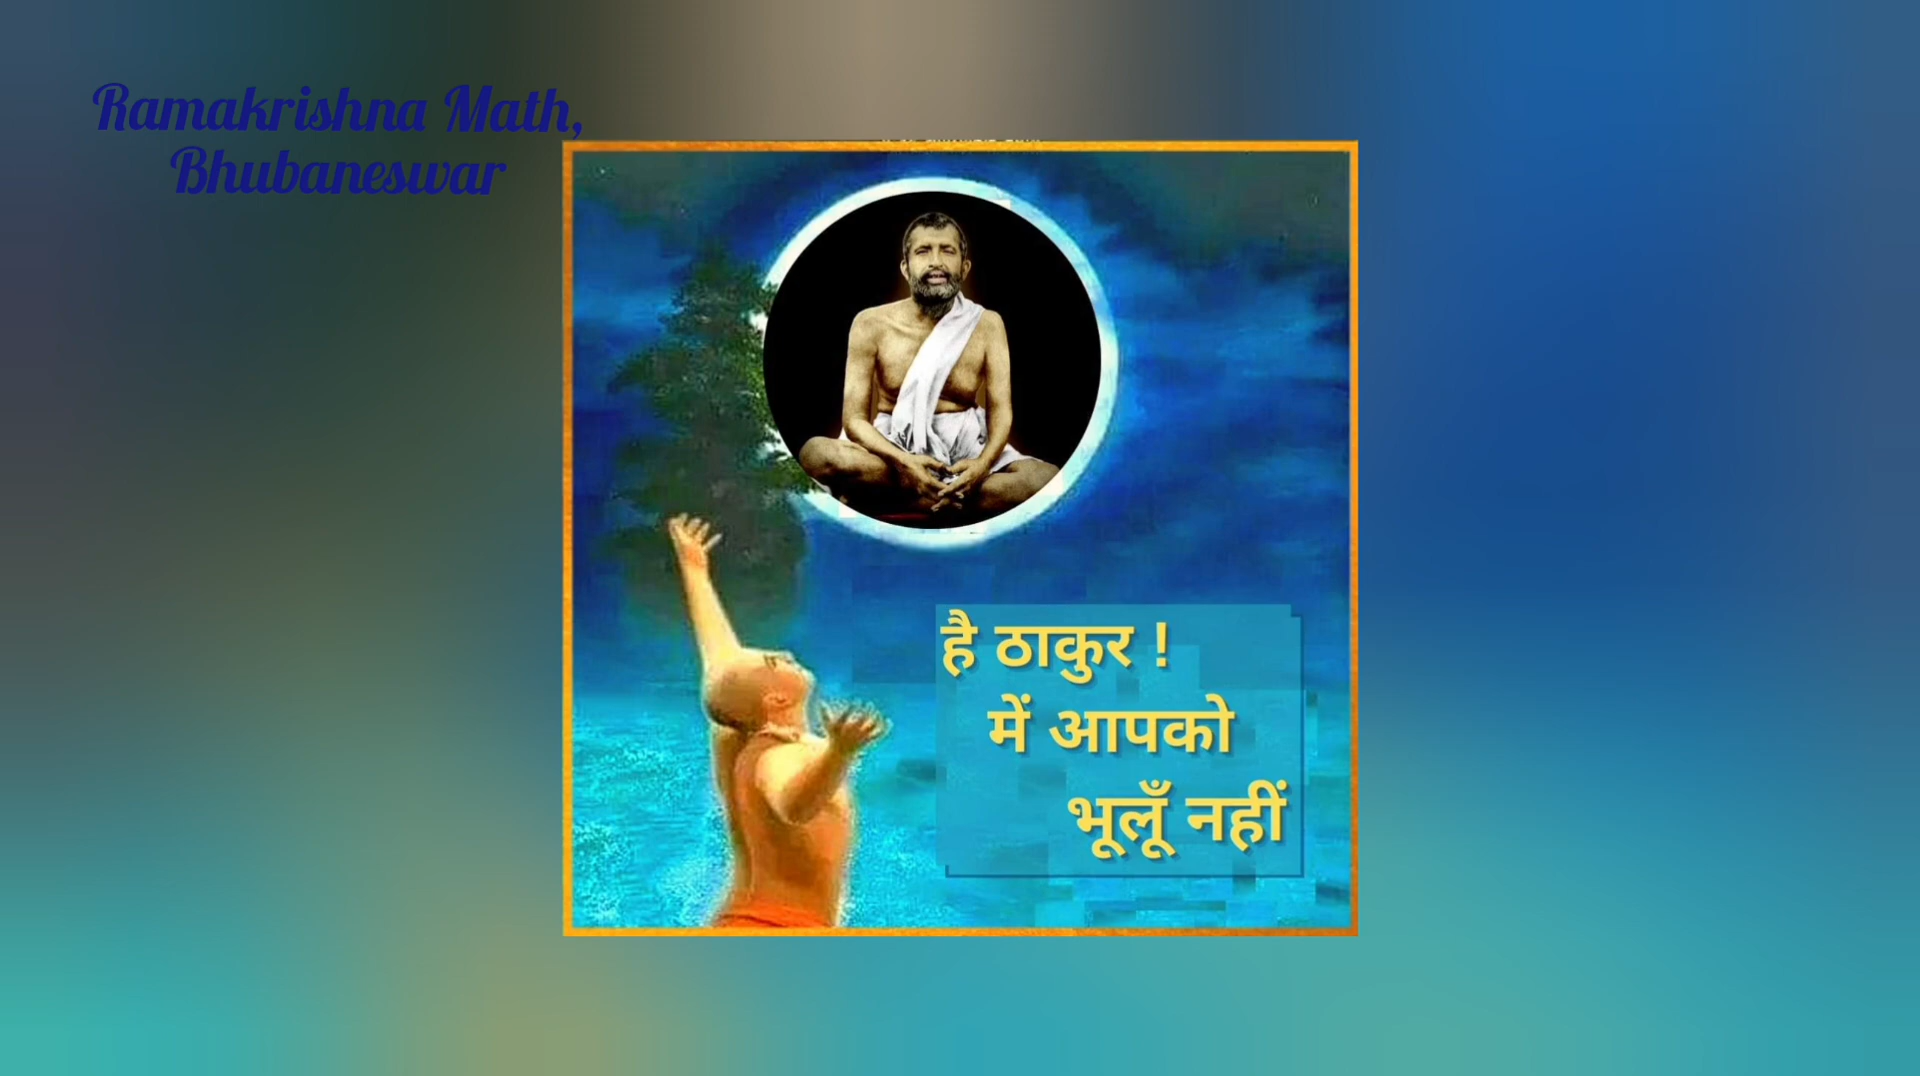 Ramakrishna Math,
Bhubaneswar
है ठाकुर !
में आपको
भूलूँ नहीं